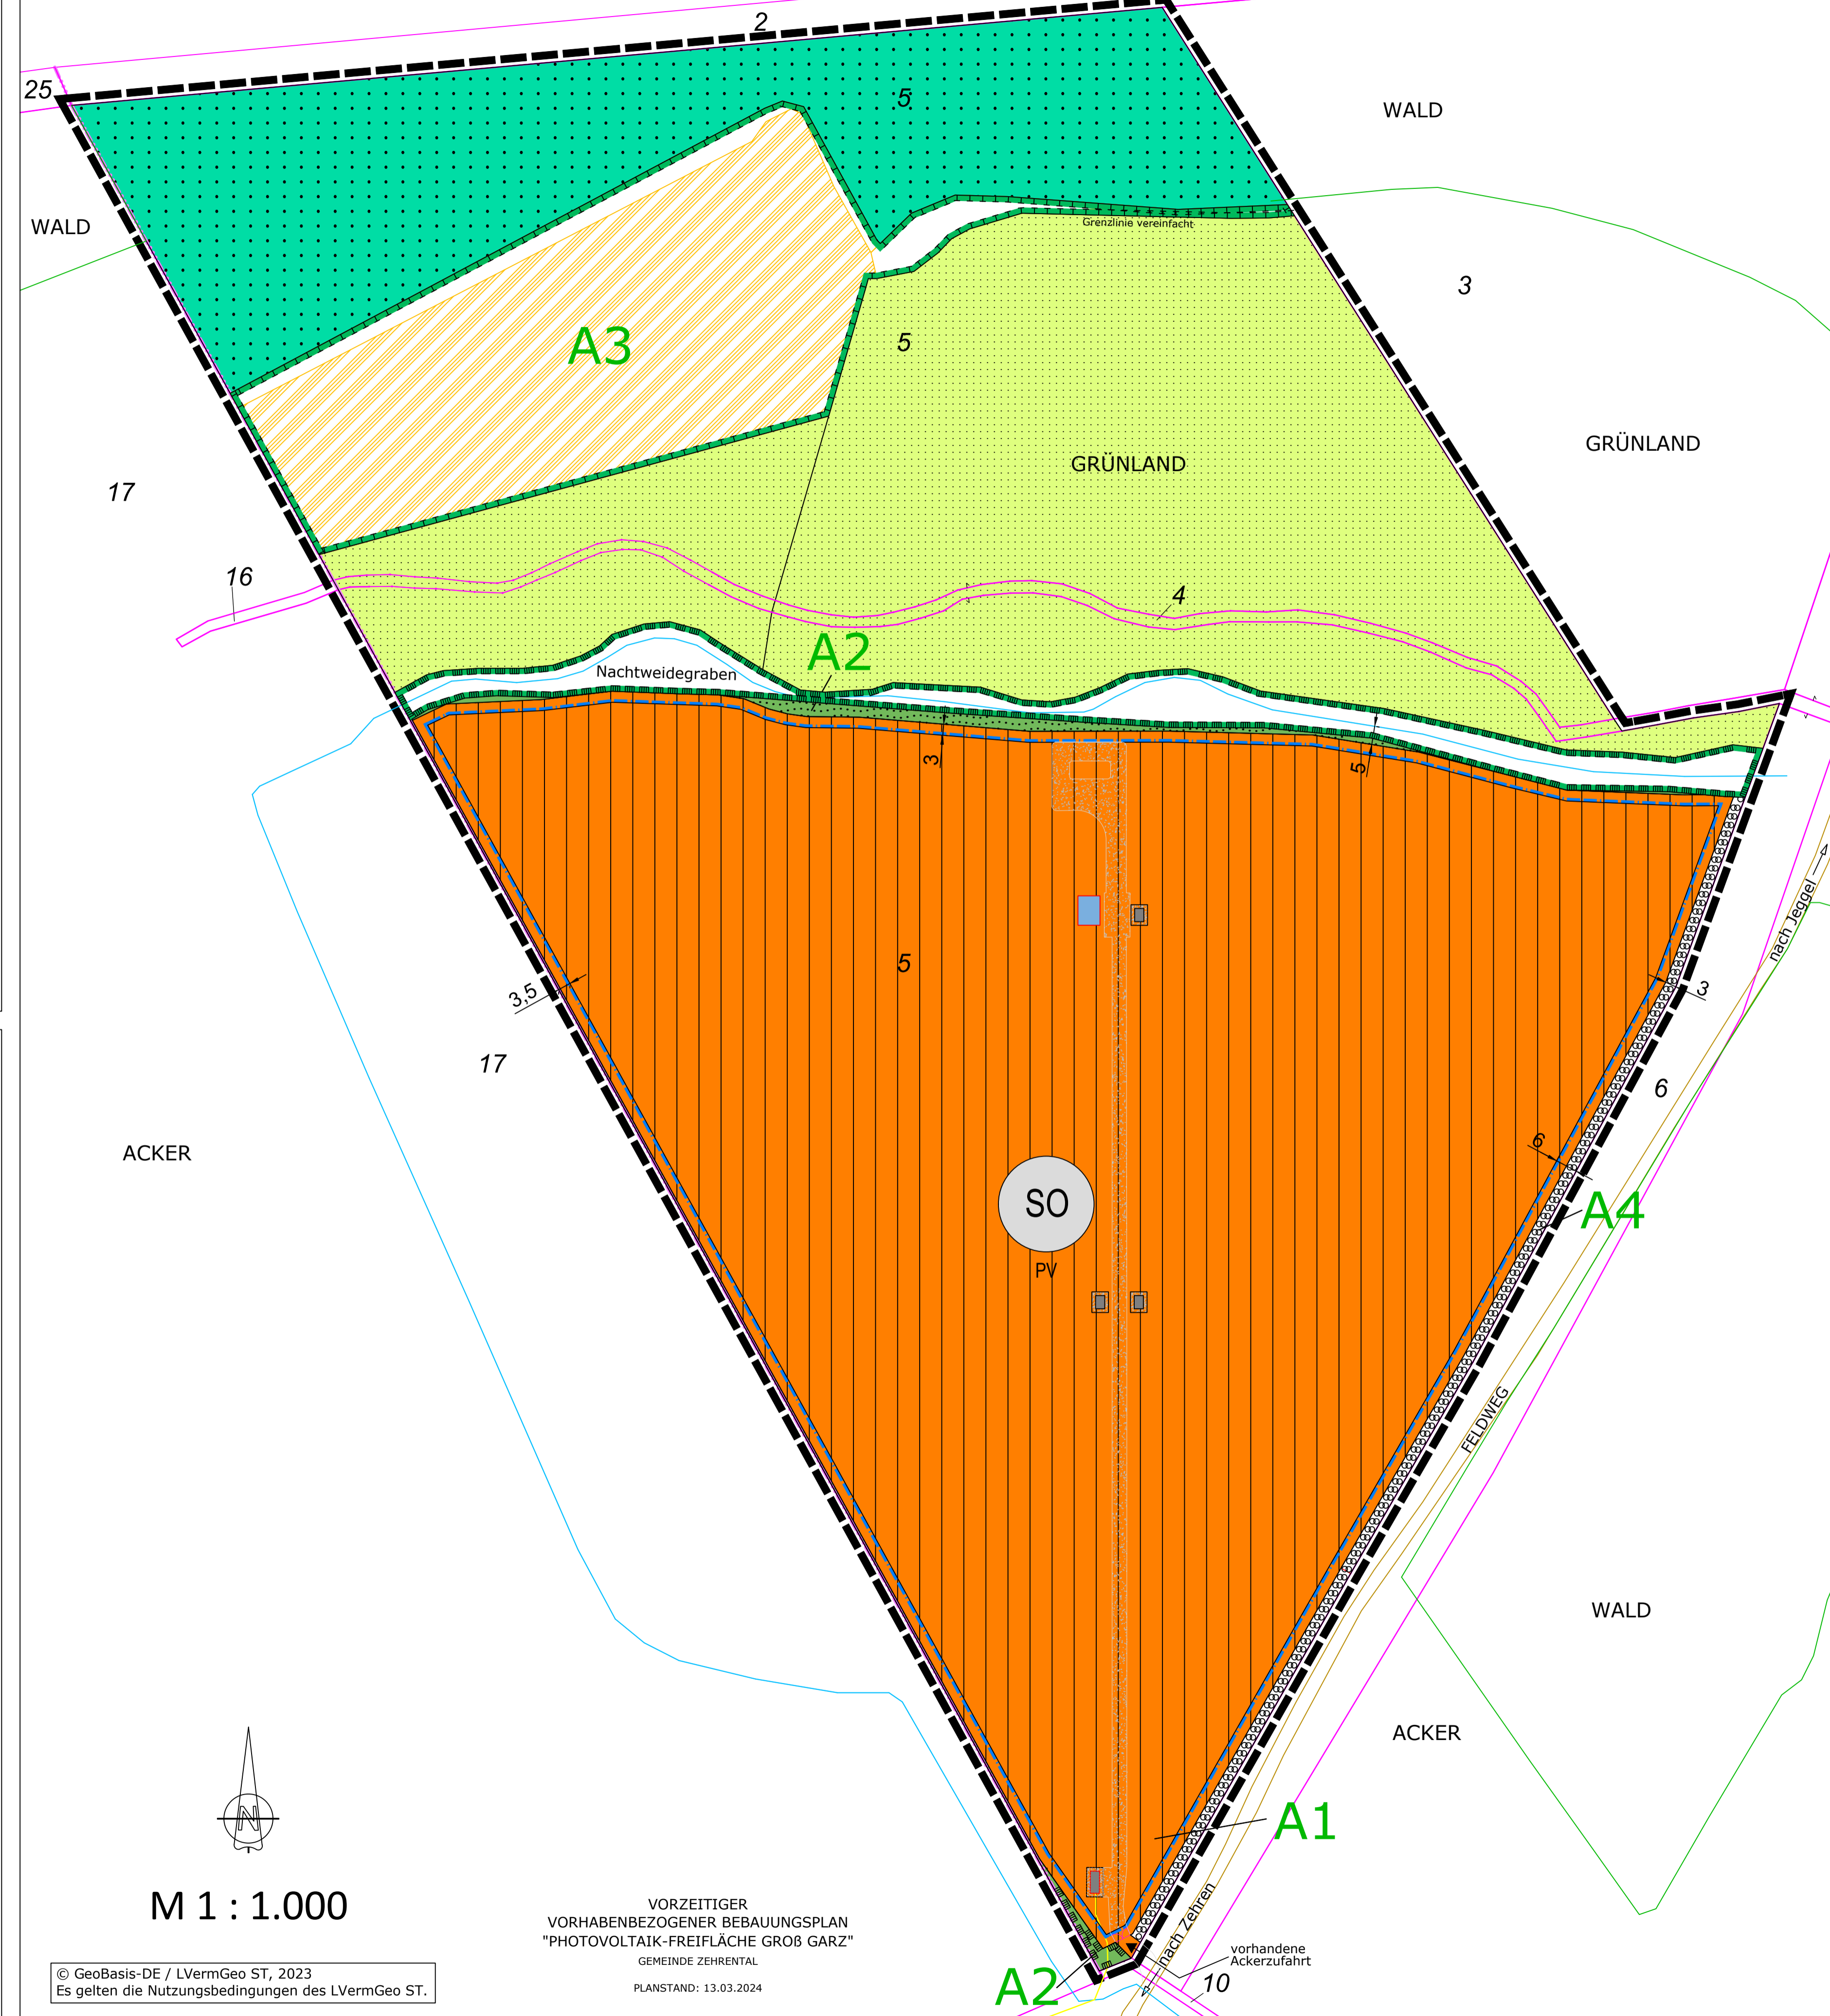 2
25
5
WALD
WALD
Grenzlinie vereinfacht
3
A3
5
GRÜNLAND
GRÜNLAND
17
16
4
A2
Nachtweidegraben
3
5
nach Jeggel
5
3,5
3
17
6
ACKER
6
SO
A4
PV
FELDWEG
WALD
ACKER
A1
N
M 1 : 1.000
nach Zehren
VORZEITIGER
VORHABENBEZOGENER BEBAUUNGSPLAN
"PHOTOVOLTAIK-FREIFLÄCHE GROß GARZ"
GEMEINDE ZEHRENTAL
PLANSTAND: 13.03.2024
vorhandene
Ackerzufahrt
© GeoBasis-DE / LVermGeo ST, 2023
Es gelten die Nutzungsbedingungen des LVermGeo ST.
A2
10